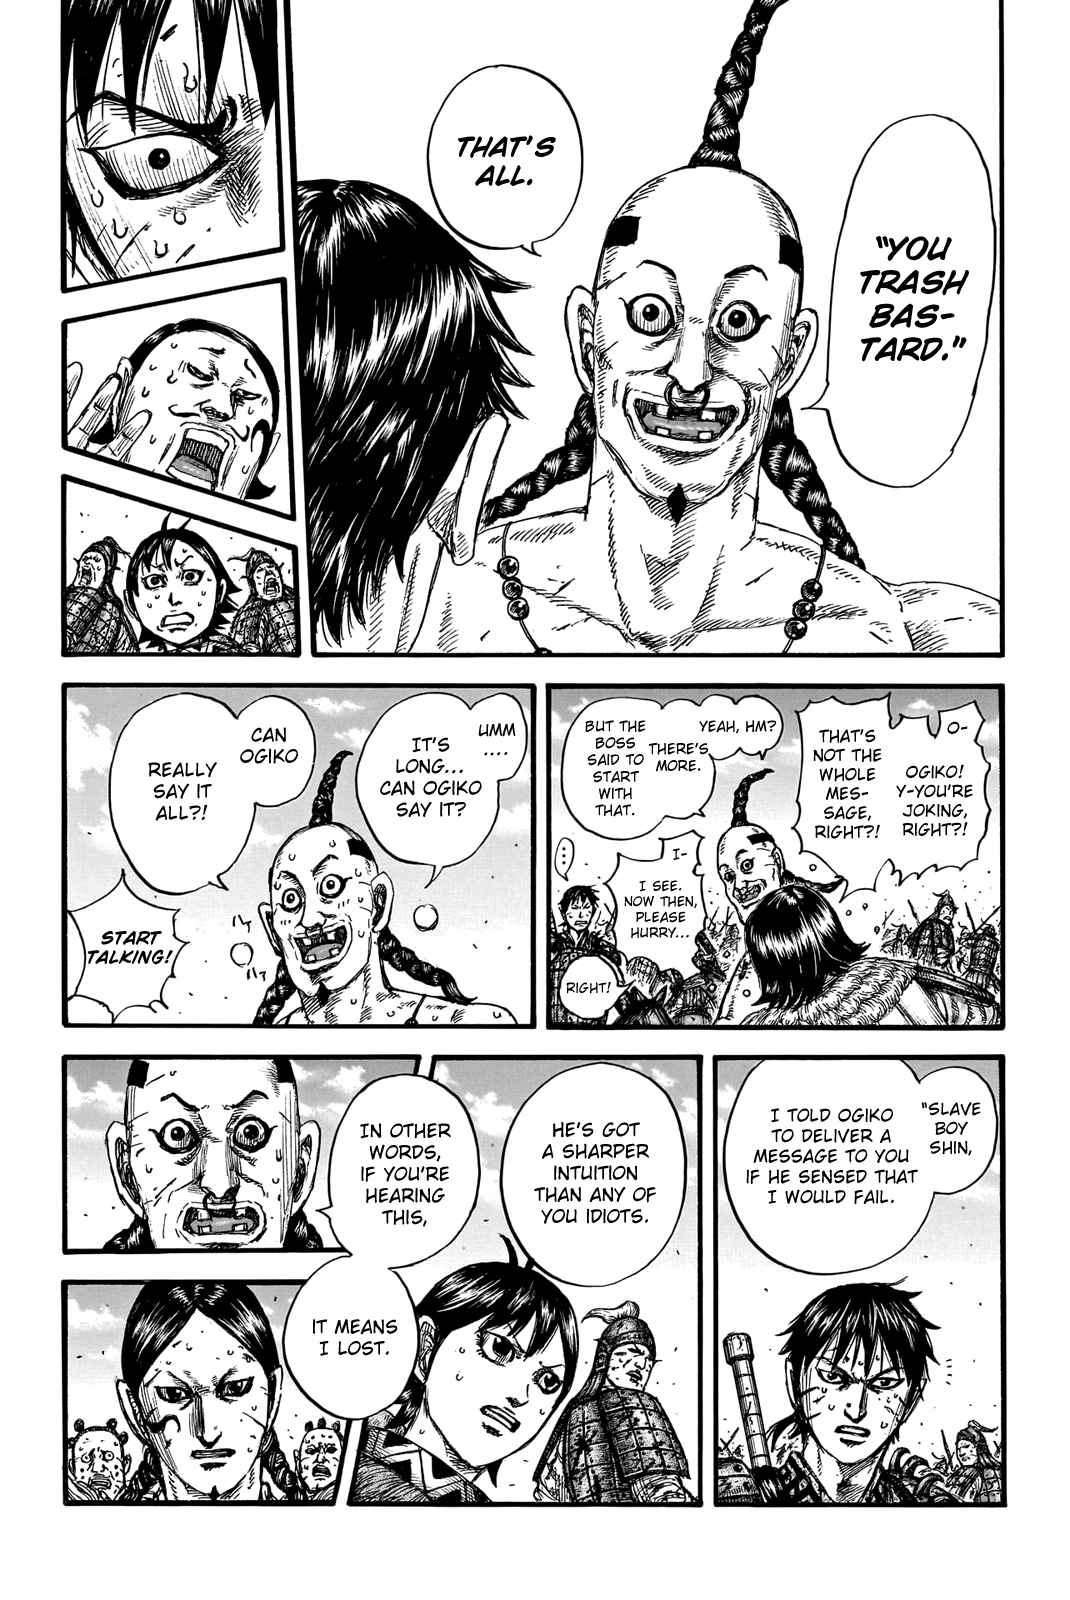 "YOU
TRASH
BAS-
TARD."
THAT'S
ALL.
O-
OGIKO!
Y-YOU'RE
JOKING,
RIGHT?!
THAT'S
NOT THE
WHOLE
MES-
SAGE,
RIGHT?!
YEAH, HM?
THERE'S
MORE.
BUT THE
BOSS
SAID TO
START
WITH
THAT.
I-
I SEE.
NOW THEN,
PLEASE
HURRY...
...
RIGHT!
UMM
....
IT'S
LONG...
CAN OGIKO
SAY IT?
CAN
OGIKO
REALLY
SAY IT
ALL?!
START
TALKING!
"SLAVE
BOY
SHIN,
I TOLD OGIKO
TO DELIVER A
MESSAGE TO YOU
IF HE SENSED THAT
I WOULD FAIL.
HE'S GOT
A SHARPER
INTUITION
THAN ANY OF
YOU IDIOTS.
IN OTHER
WORDS,
IF YOU'RE
HEARING
THIS,
IT MEANS
I LOST.